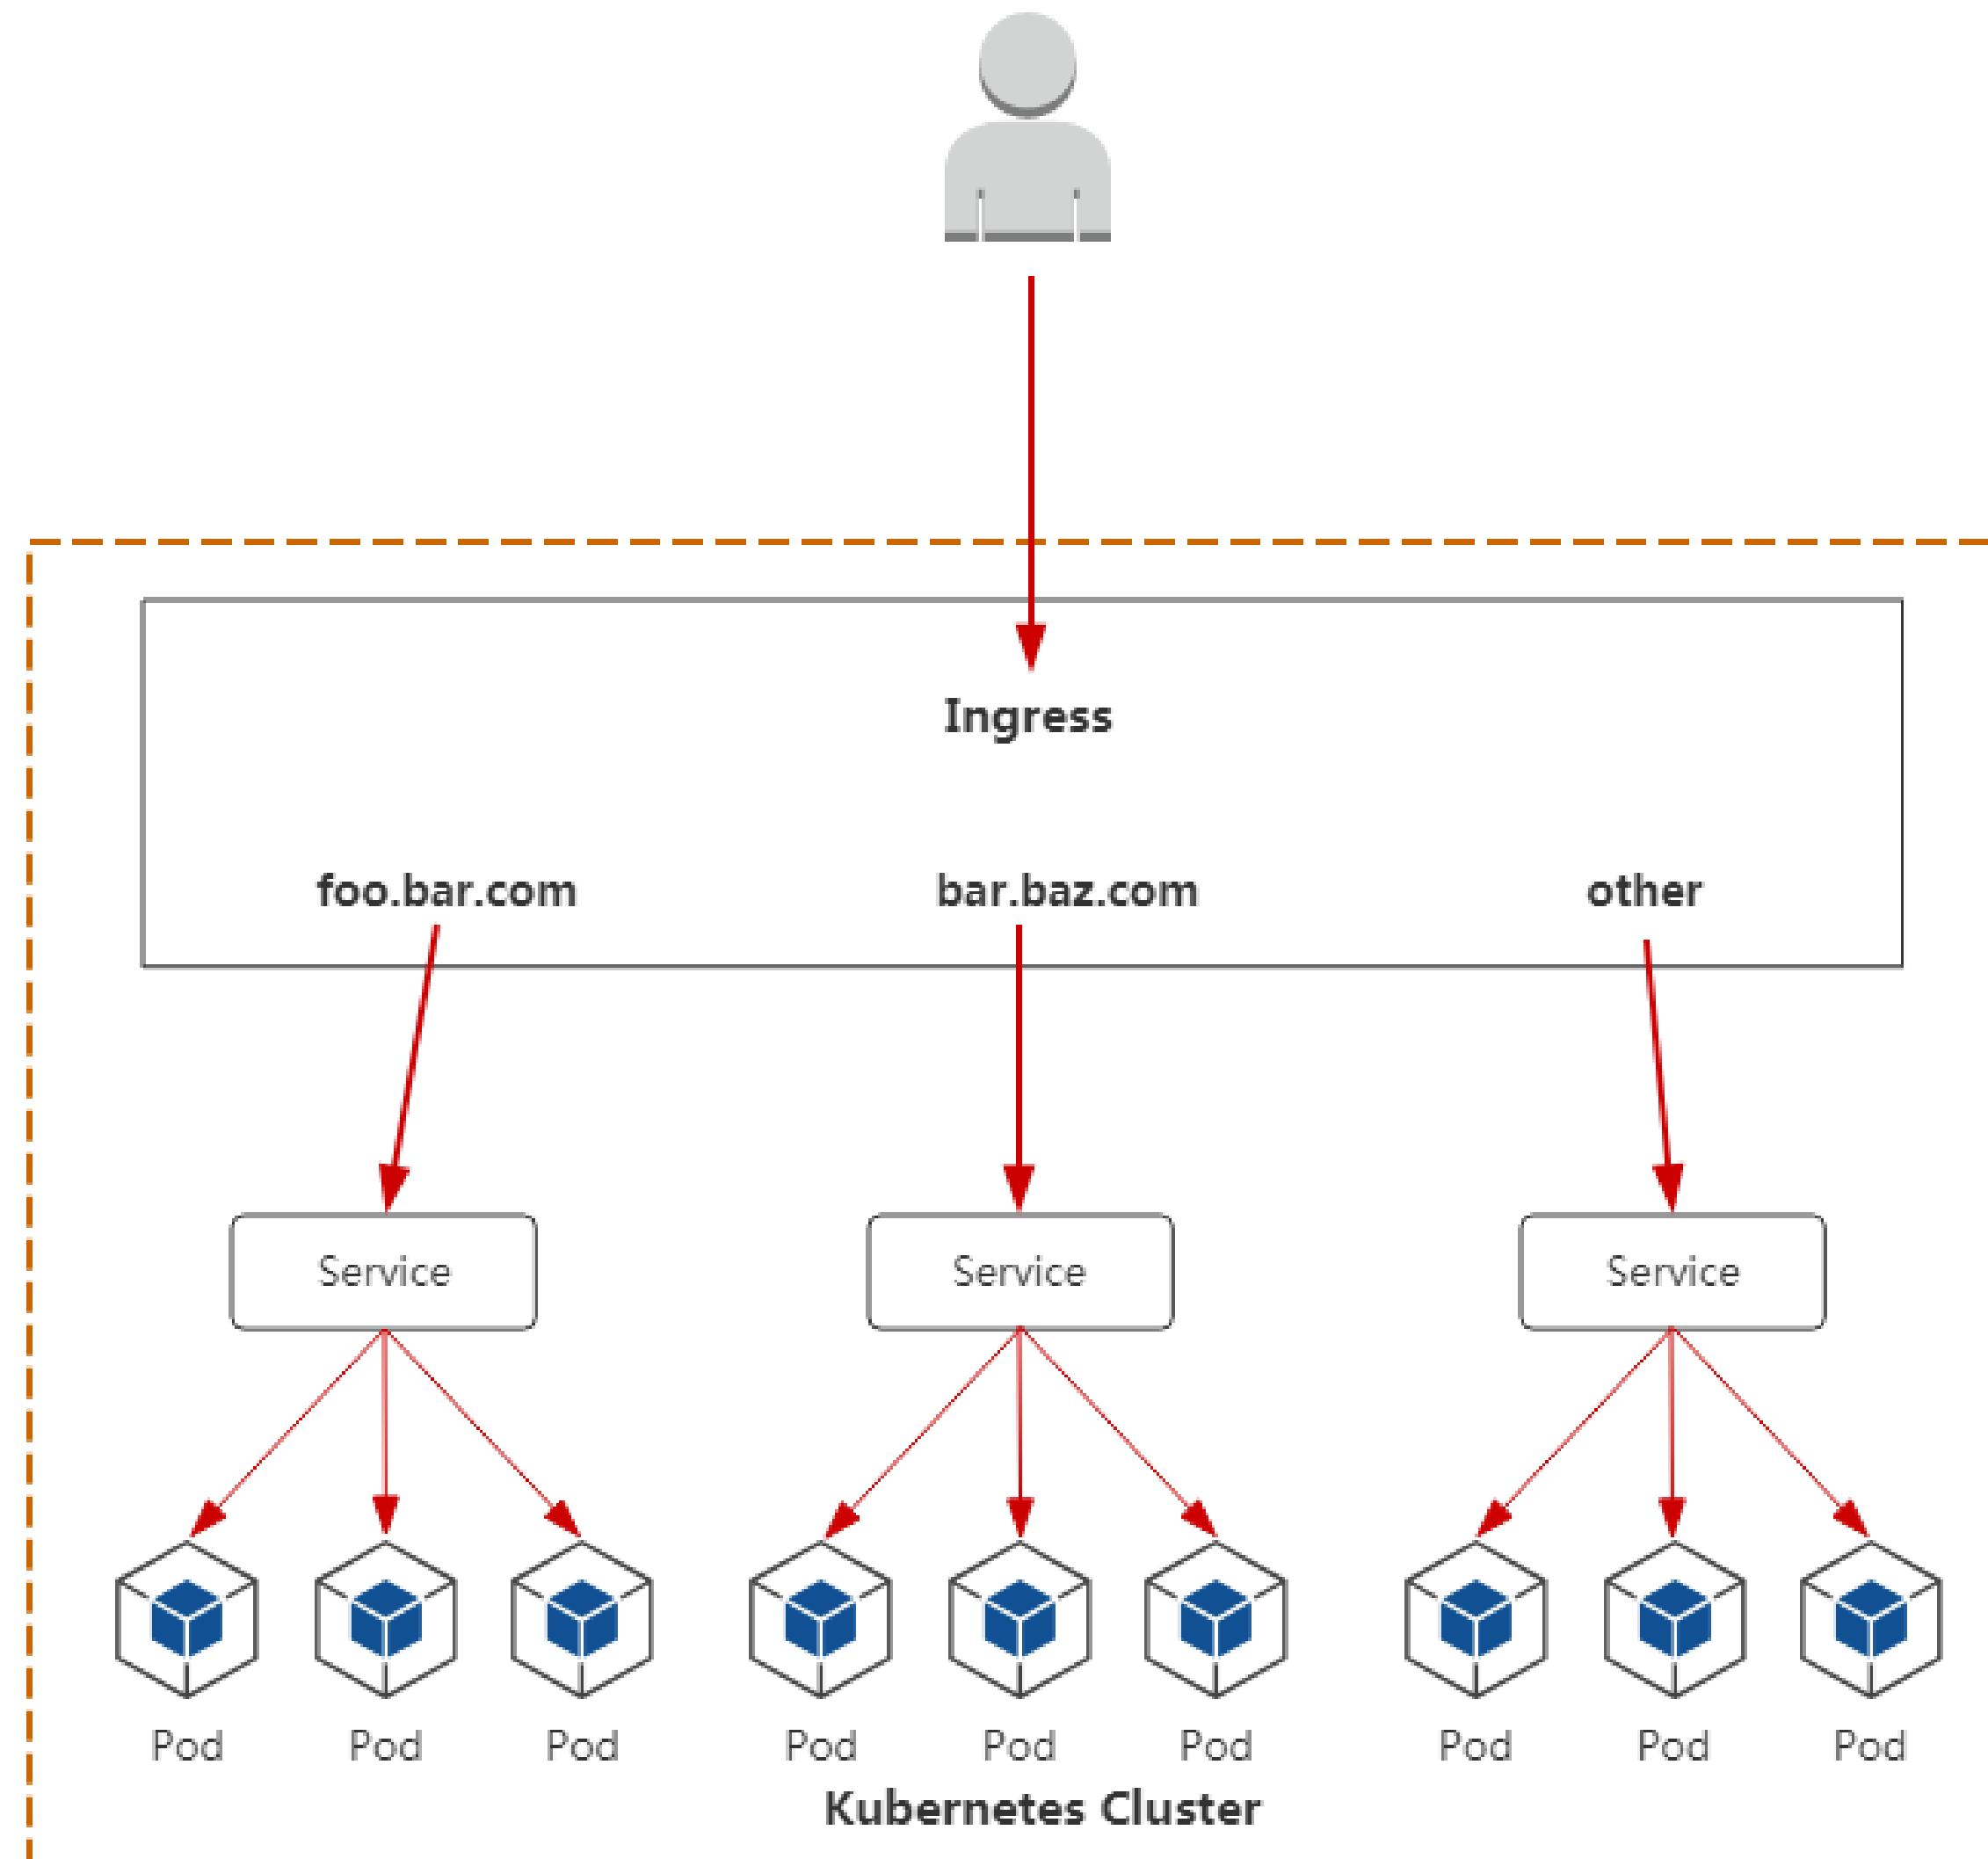 Ingress
foo.bar.com bar.baz.com other
Service Service Service
Pod Pod Pod Pod Pod Pod Pod Pod Pod
Kubernetes Cluster